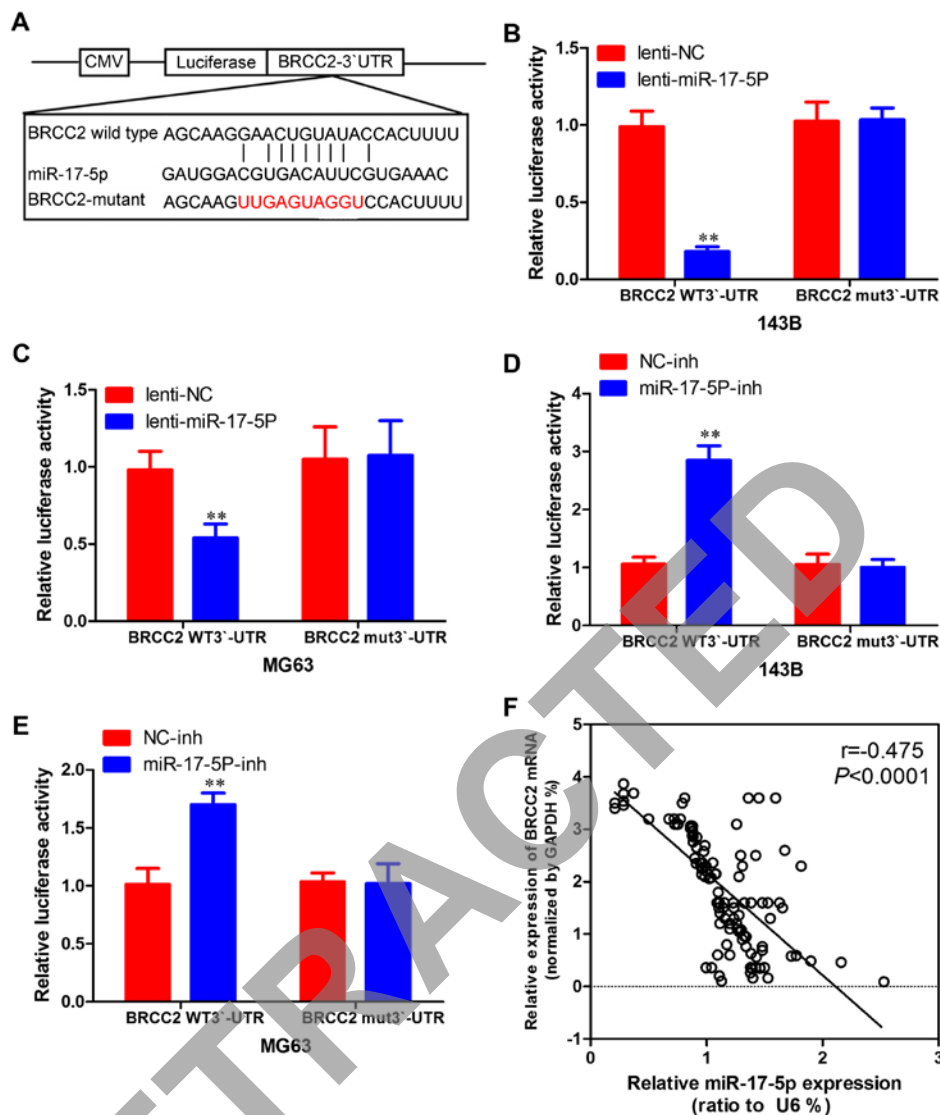 A
CMV
Luciferase
BRCC2-3`UTR
BRCC2 wild type AGCAAGGAACUGUAUACCACUUUU
miR-17-5p GAUGGACGUGACAUUCGUGAAAC
BRCC2-mutant AGCAAGUUGAGUAGGUCCACUUUU
B
lenti-NC
lenti-miR-17-5P
Relative luciferase activity
1.5
1.0
0.5
0.0
**
BRCC2 WT3`-UTR
BRCC2 mut3`-UTR
143B
C
lenti-NC
lenti-miR-17-5P
Relative luciferase activity
1.5
1.0
0.5
0.0
**
BRCC2 WT3`-UTR
BRCC2 mut3`-UTR
MG63
D
NC-inh
miR-17-5P-inh
Relative luciferase activity
4
3
2
1
0
**
BRCC2 WT3`-UTR
BRCC2 mut3`-UTR
143B
E
NC-inh
miR-17-5P-inh
Relative luciferase activity
2.0
1.5
1.0
0.5
0.0
**
BRCC2 WT3`-UTR
BRCC2 mut3`-UTR
MG63
F
r=-0.475
P<0.0001
Relative expression of BRCC2 mRNA
(normalized by GAPDH %)
5
4
3
2
1
0
-1
0
1
2
3
Relative miR-17-5p expression
(ratio to U6 %)
TRACTED